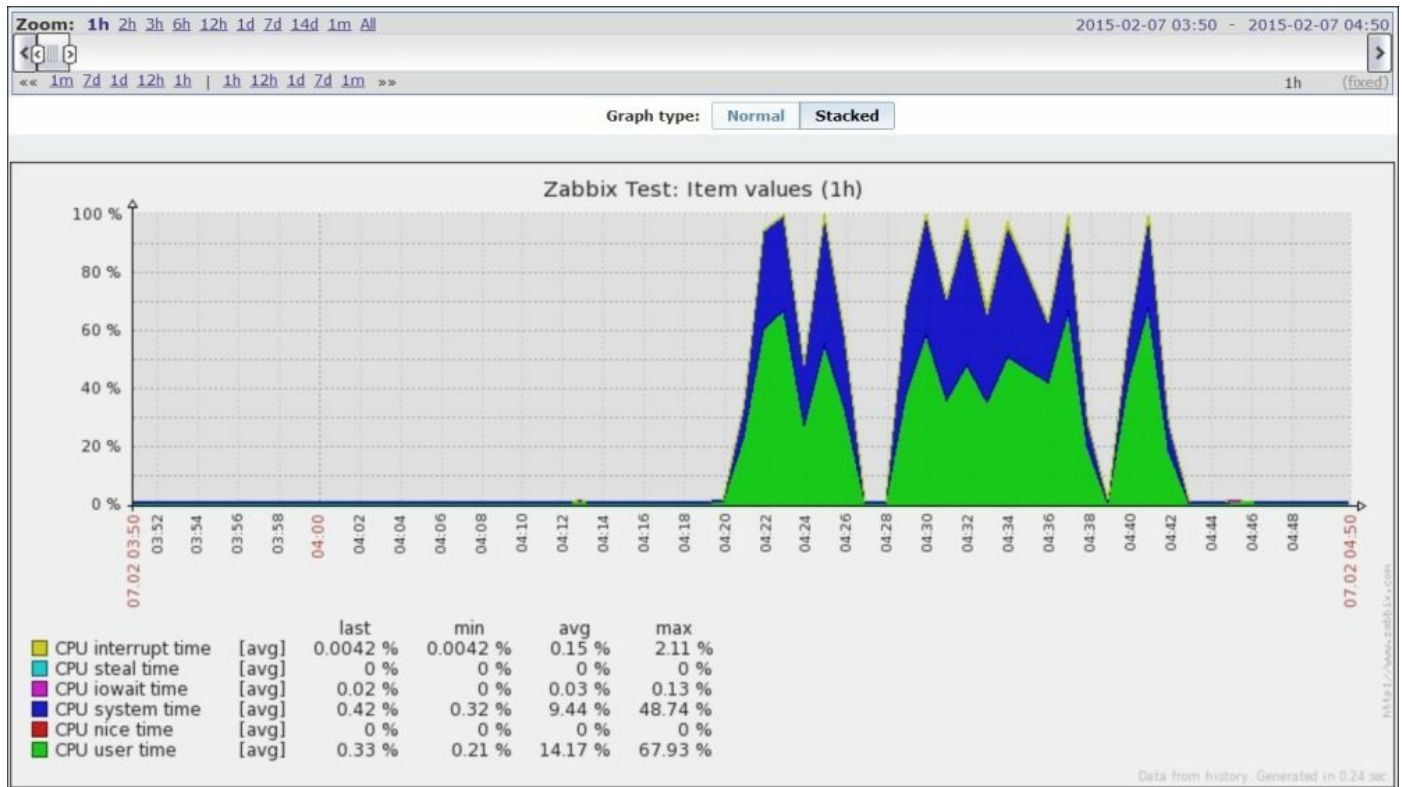 Zoom: 1h 2h 3h 6h 12h 1d 7d 14d 1m All 2015-02-07 03:50 - 2015-02-07 04:50
«« 1m 7d 1d 12h 1h | 1h 12h 1d 7d 1m »» 1h (fixed)
Graph type: Normal Stacked
Zabbix Test: Item values (1h)
100 %
80 %
60 %
40 %
20 %
0 %
07.02 03:50 03:52 03:54 03:56 03:58 04:00 04:02 04:04 04:06 04:08 04:10 04:12 04:14 04:16 04:18 04:20 04:22 04:24 04:26 04:28 04:30 04:32 04:34 04:36 04:38 04:40 04:42 04:44 04:46 04:48 07.02 04:50
last min avg max
CPU interrupt time [avg] 0.0042 % 0.0042 % 0.15 % 2.11 %
CPU steal time [avg] 0 % 0 % 0 % 0 %
CPU iowait time [avg] 0.02 % 0 % 0.03 % 0.13 %
CPU system time [avg] 0.42 % 0.32 % 9.44 % 48.74 %
CPU nice time [avg] 0 % 0 % 0 % 0 %
CPU user time [avg] 0.33 % 0.21 % 14.17 % 67.93 %
http://www.zabbix.com
Data from history. Generated in 0.24 sec